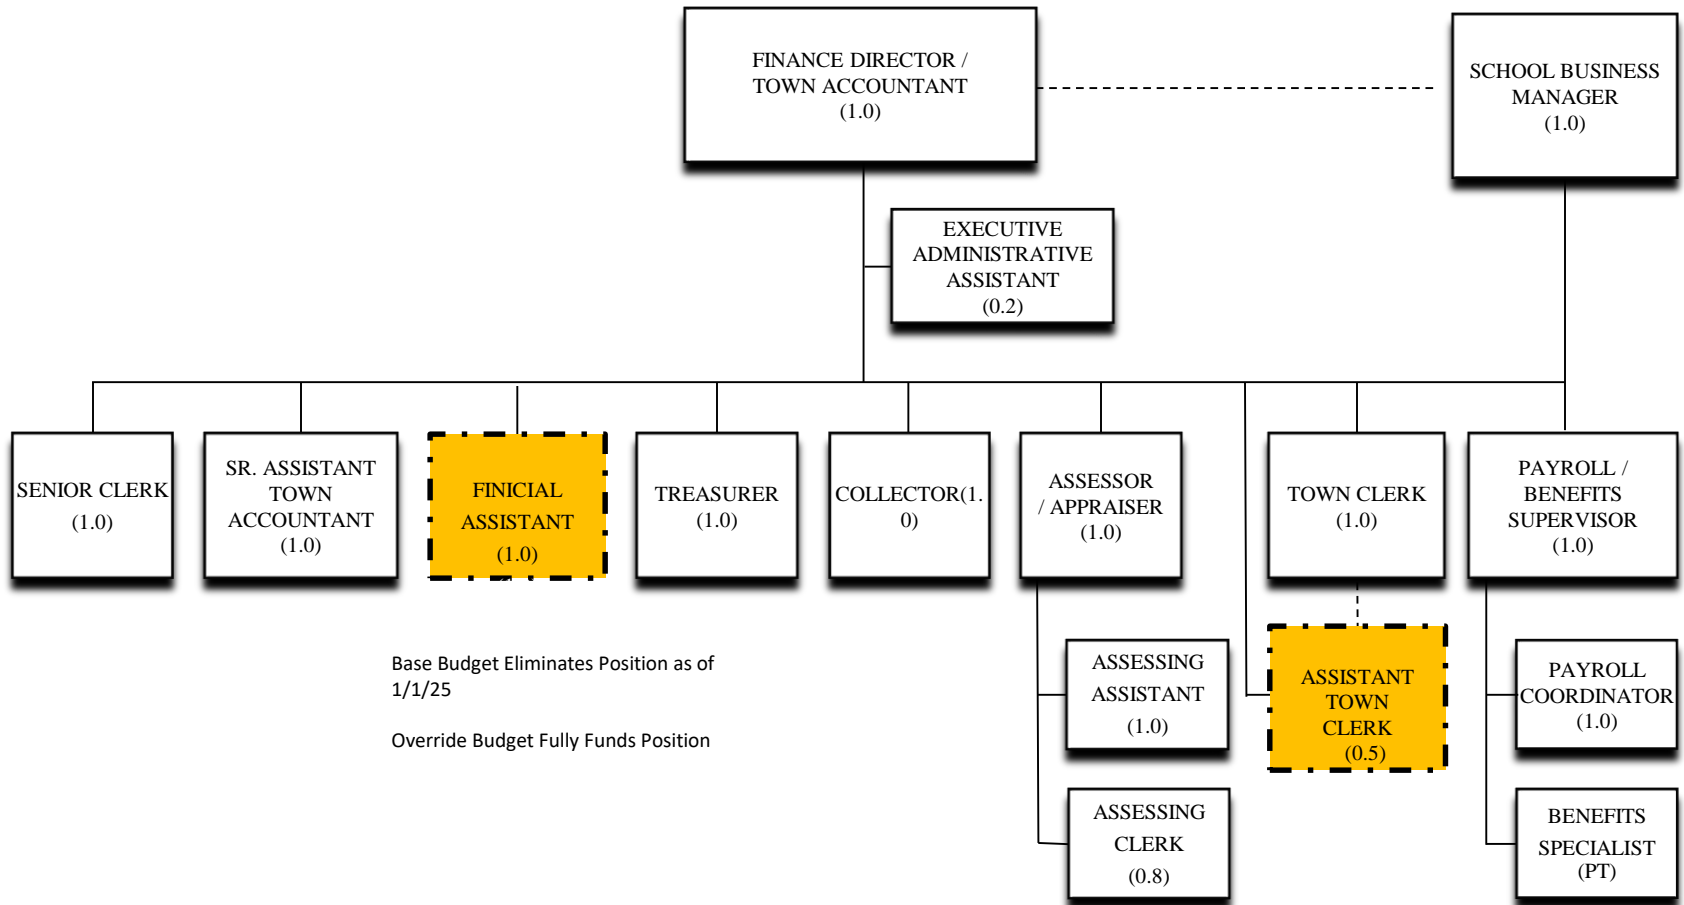 FINANCE DIRECTOR /
TOWN ACCOUNTANT
(1.0)
SCHOOL BUSINESS
MANAGER
(1.0)
EXECUTIVE
ADMINISTRATIVE
ASSISTANT
(0.2)
SENIOR CLERK
(1.0)
SR. ASSISTANT
TOWN
ACCOUNTANT
(1.0)
FINICIAL
ASSISTANT
(1.0)
TREASURER
(1.0)
COLLECTOR(1.
0)
ASSESSOR
/ APPRAISER
(1.0)
TOWN CLERK
(1.0)
PAYROLL /
BENEFITS
SUPERVISOR
(1.0)
Base Budget Eliminates Position as of
1/1/25
Override Budget Fully Funds Position
ASSESSING
ASSISTANT
(1.0)
ASSISTANT
TOWN
CLERK
(0.5)
PAYROLL
COORDINATOR
(1.0)
ASSESSING
CLERK
(0.8)
BENEFITS
SPECIALIST
(PT)